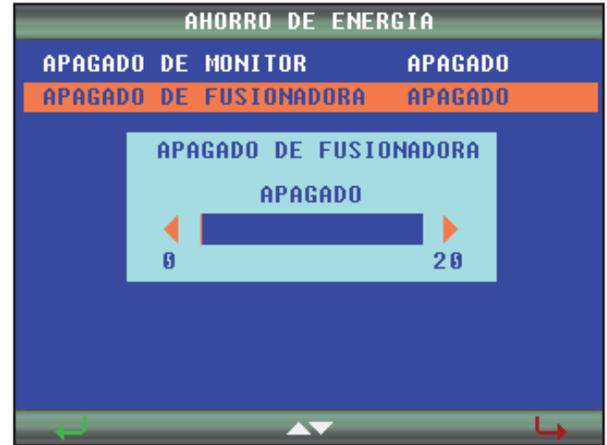 AHORRO DE ENERGIA
APAGADO DE MONITOR APAGADO
APAGADO DE FUSIONADORA APAGADO
APAGADO DE FUSIONADORA
APAGADO
0 20